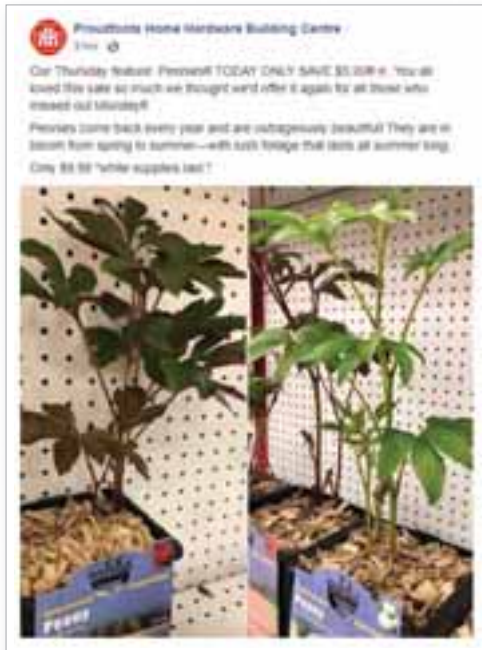 Proudfoots Home Hardware Building Centre
Our Thursday feature! Peonies!! TODAY ONLY SAVE $5.00!! You all
loved this sale so much we thought we'd offer it again for all those who
missed out Monday!!
Peonies come back every year and are outrageously beautiful! They are in
bloom from spring to summer—with lush foliage that lasts all summer long.
Only "while supplies last"!
Peony
Peony